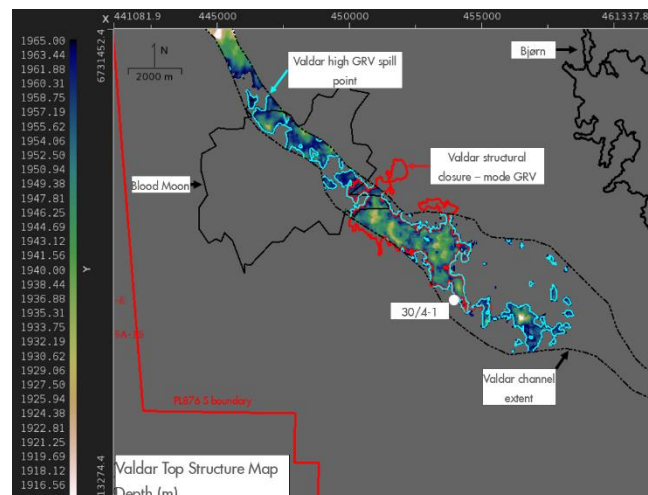 X 441081.9 445000 450000 455000 461337.8
1965.00
1963.44
1961.88
1960.31
1958.75
1957.19
1955.62
1954.06
1952.50
1950.94
1949.38
1947.81
1946.25
1944.69
1943.12
1941.56
1940.00
1938.44
1936.88
1935.31
1933.75
1932.19
1930.62
1929.06
1927.50
1925.94
1924.38
1922.81
1921.25
1919.69
1918.12
1916.56
Y
6731452.4
13274.4
N
2000 m
Valdar high GRV spill
point
Bjørn
Valdar structural
closure – mode GRV
Blood Moon
30/4-1
Valdar channel
extent
PL876 S boundary
Valdar Top Structure Map
Depth (m)